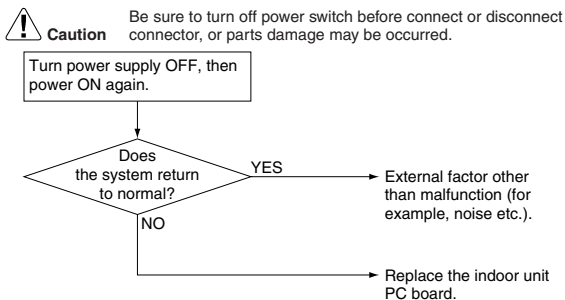 Be sure to turn off power switch before connect or disconnect
Caution connector, or parts damage may be occurred.
Turn power supply OFF, then
power ON again.
Does
the system return
to normal?
YES
External factor other
than malfunction (for
example, noise etc.).
NO
Replace the indoor unit
PC board.